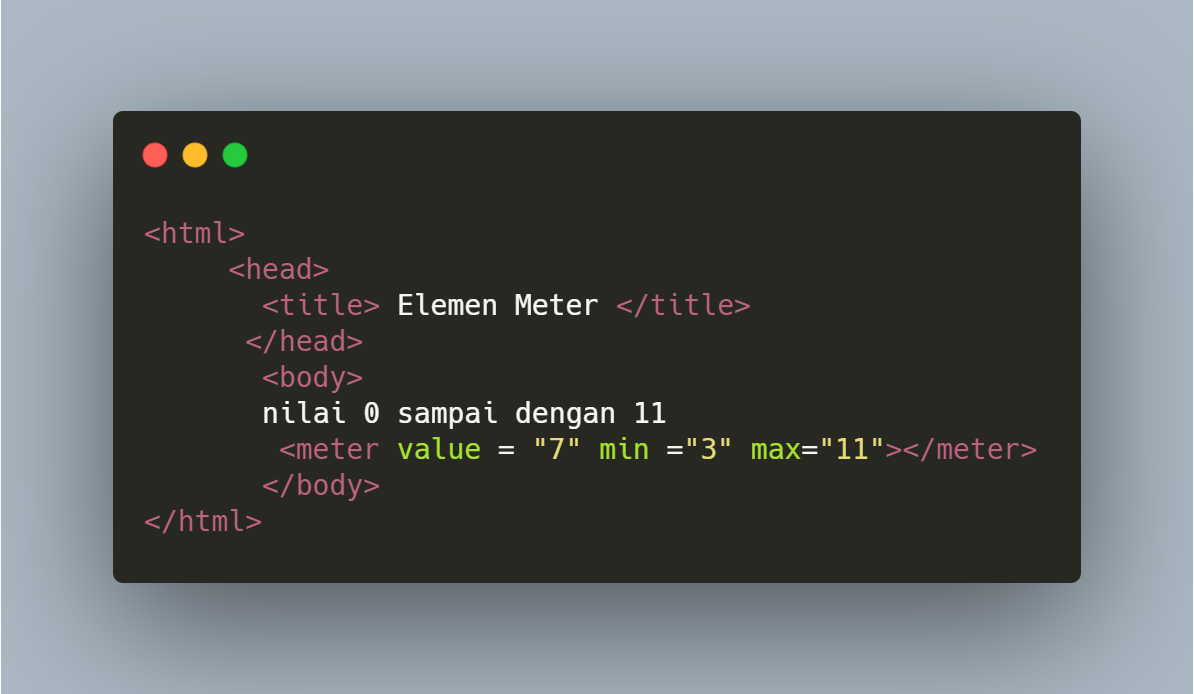 <html>
<head>
<title> Elemen Meter </title>
</head>
<body>
nilai 0 sampai dengan 11
<meter value = "7" min ="3" max="11"></meter>
</body>
</html>